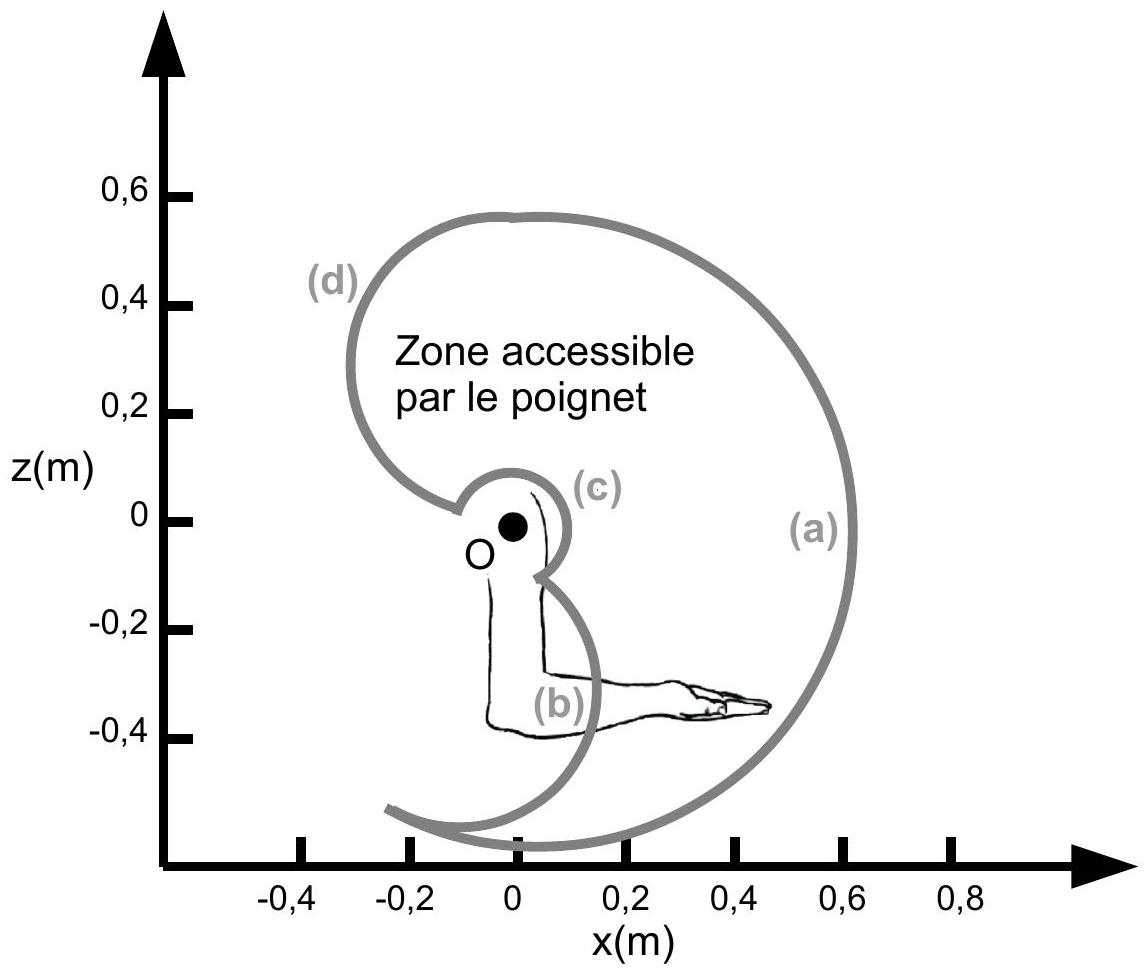 0,6
(d)
0,4
Zone accessible
par le poignet
0,2
z(m)
(c)
0
O
(a)
-0,2
(b)
-0,4
-0,4 -0,2 0 0,2 0,4 0,6 0,8
x(m)